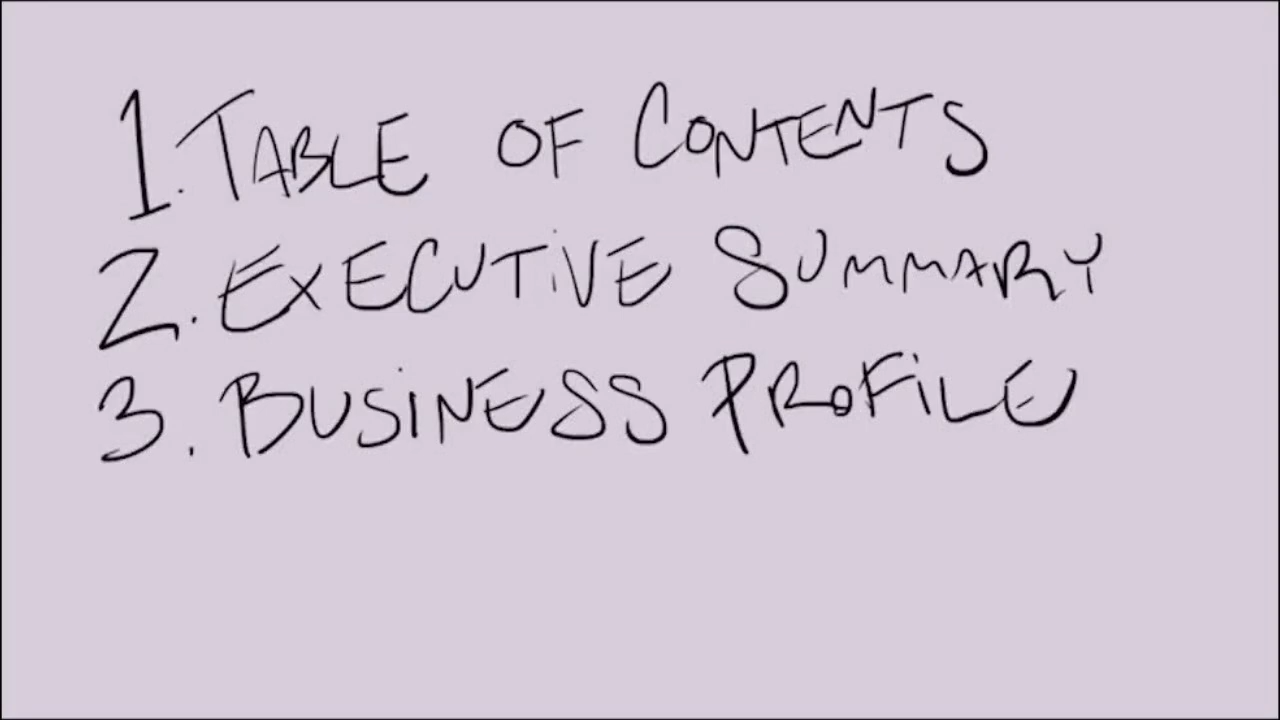 1. TABLE OF CONTENTS
2. EXECUTIVE SUMMARY
3. BUSINESS PROFILE